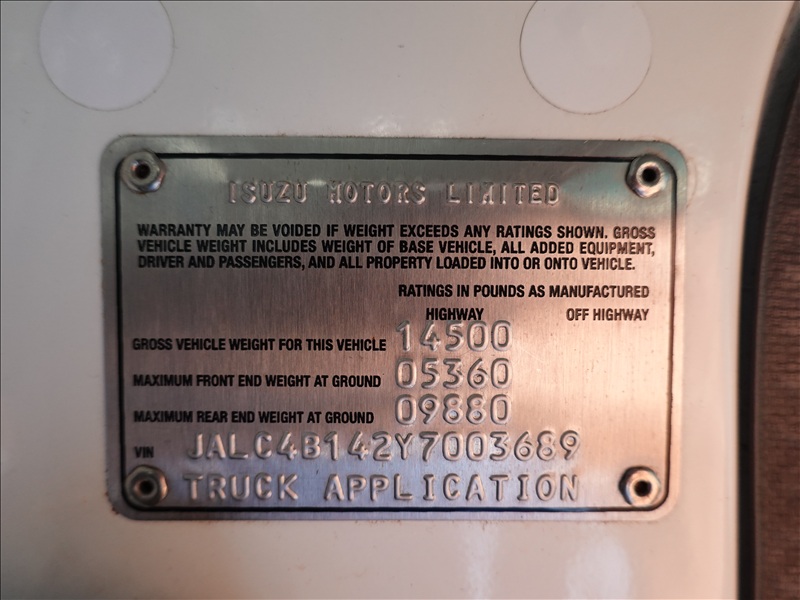 ISUZU MOTORS LIMITED
WARRANTY MAY BE VOIDED IF WEIGHT EXCEEDS ANY RATINGS SHOWN. GROSS
VEHICLE WEIGHT INCLUDES WEIGHT OF BASE VEHICLE, ALL ADDED EQUIPMENT,
DRIVER AND PASSENGERS, AND ALL PROPERTY LOADED INTO OR ONTO VEHICLE.
RATINGS IN POUNDS AS MANUFACTURED
HIGHWAY OFF HIGHWAY
GROSS VEHICLE WEIGHT FOR THIS VEHICLE 14500
MAXIMUM FRONT END WEIGHT AT GROUND 05360
MAXIMUM REAR END WEIGHT AT GROUND 09880
VIN JALC4B142Y7003689
TRUCK APPLICATION